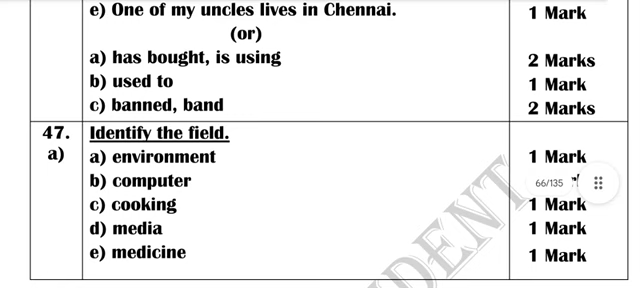 e) One of my uncles lives in Chennai. 1 Mark
(or)
a) has bought, is using 2 Marks
b) used to 1 Mark
c) banned, band 2 Marks
47. Identify the field.
a) a) environment 1 Mark
b) computer 66/135
c) cooking 1 Mark
d) media 1 Mark
e) medicine 1 Mark